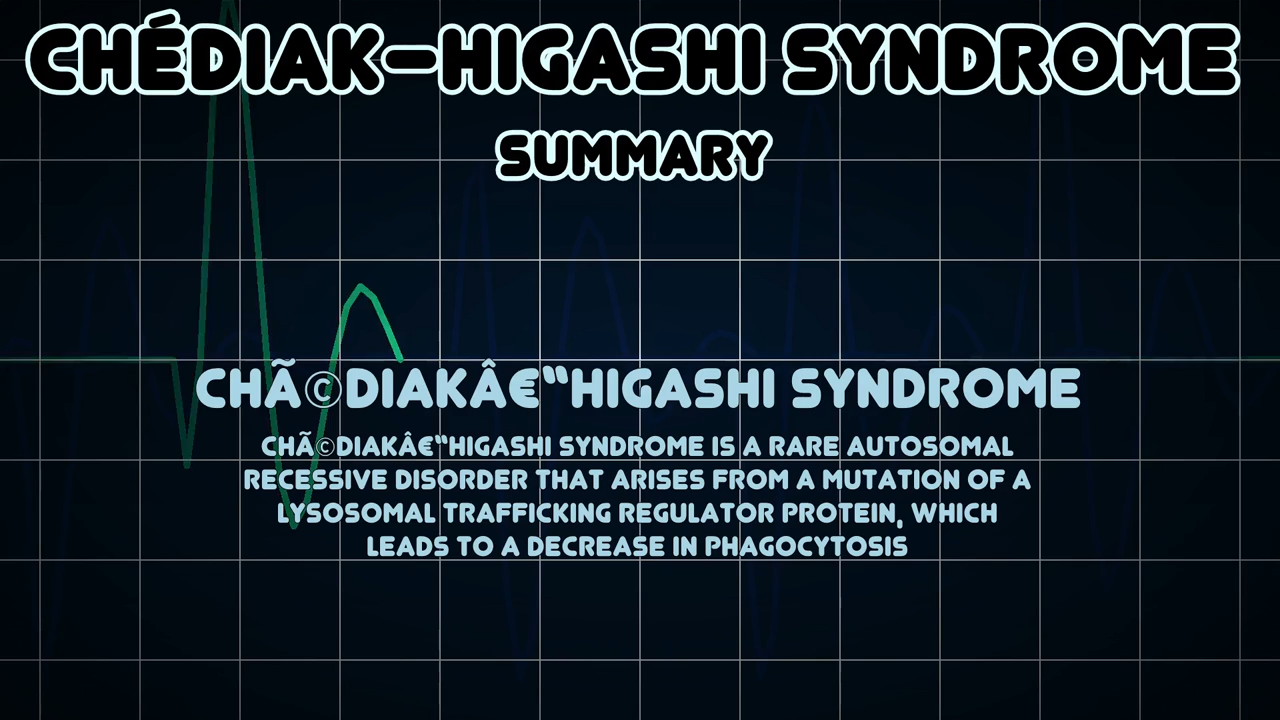 CHÉDIAK–HIGASHI SYNDROME
SUMMARY
CHÃ©DIAKÂ€“HIGASHI SYNDROME
CHÃ©DIAKÂ€“HIGASHI SYNDROME IS A RARE AUTOSOMAL
RECESSIVE DISORDER THAT ARISES FROM A MUTATION OF A
LYSOSOMAL TRAFFICKING REGULATOR PROTEIN, WHICH
LEADS TO A DECREASE IN PHAGOCYTOSIS